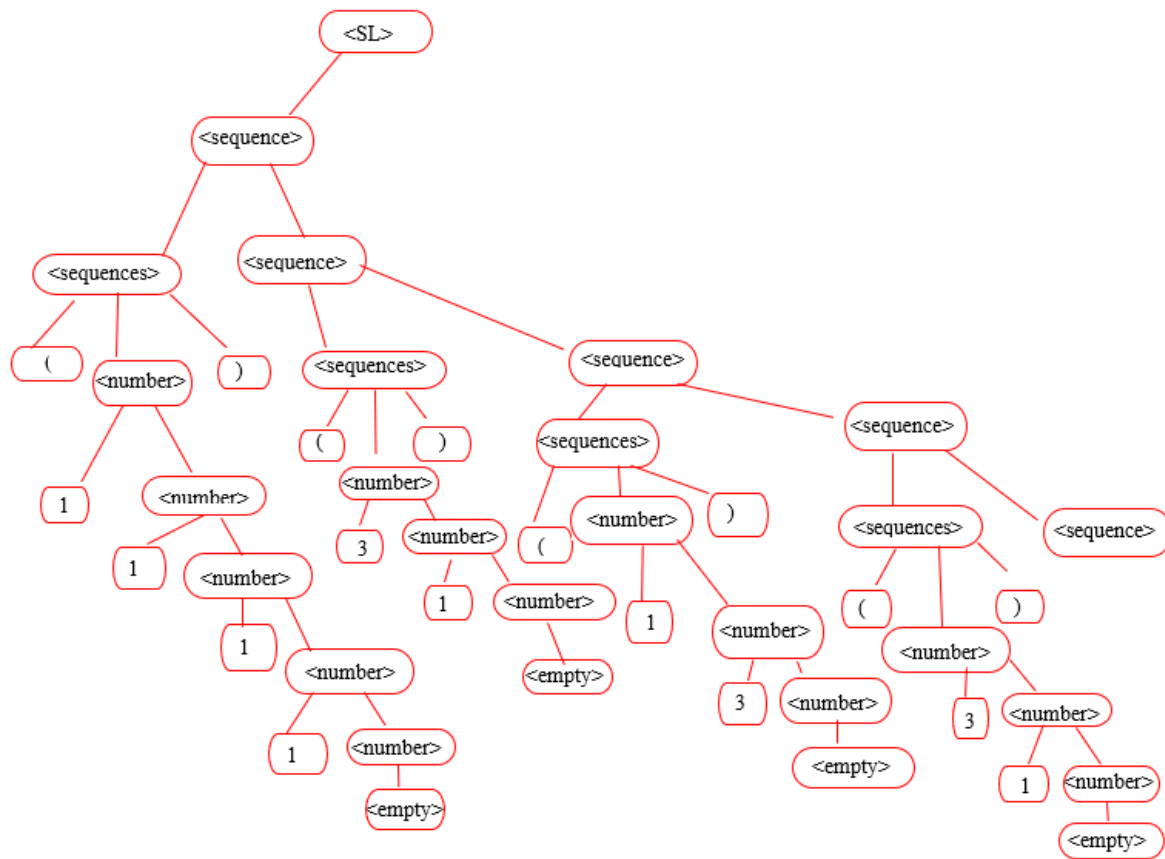 <SL>
<sequence>
<sequences>
<sequence>
( <number> )
<sequences>
<sequence>
1
<number>
( <number> )
<sequences>
<sequence>
1
<number>
3
<number>
( <number> )
<sequences>
<sequence>
1
<number>
1
<number>
1
<number>
( <number> )
1
<number>
<empty>
3
<number>
3
<number>
<empty>
<empty>
1
<number>
<empty>